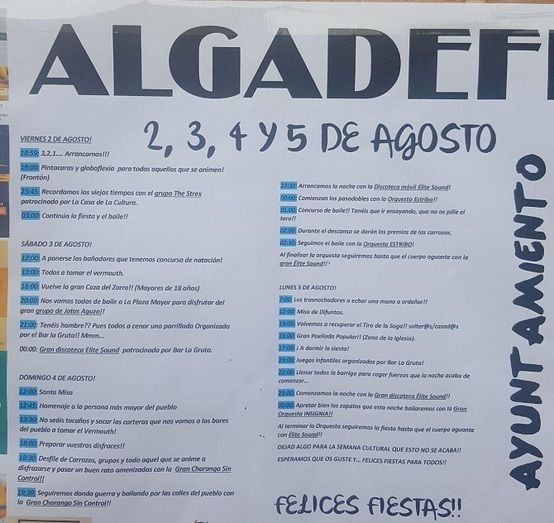 ALGADEFE
2, 3, 4 Y 5 DE AGOSTO
VIERNES 2 DE AGOSTO!
18:59: 3,2,1.... Arrancamos!!!
19:00: Pintacaras y globoflexia para todos aquellos que se animen!
(Frontón)
23:45: Recordamos los viejos tiempos con el grupo The Strex
patrocinado por La Casa de La Cultura.
03:00: Continúa la fiesta y el baile!!
SÁBADO 3 DE AGOSTO!
12:00: A ponerse los bañadores que tenemos concurso de natación!
13:00: Todos a tomar el vermouth.
18:00: Vuelve la gran Caza del Zorro!! (Mayores de 18 años)
20:00: Nos vamos todos de baile a La Plaza Mayor para disfrutar del
gran grupo de Jotas Aguzo!!
21:00: Tenéis hambre?? Pues todos a cenar una parrillada Organizada
por el Bar la Gruta!! Mmm...
00:00: Gran discoteca Élite Sound patrocinada por Bar La Gruta.
DOMINGO 4 DE AGOSTO!
12:00: Santa Misa
12:45: Homenaje a la persona más mayor del pueblo
13:30: No seáis tacaños y sacar las carteras que nos vamos a los bares
del pueblo a tomar el Vermouth!
18:00: Preparar vuestros disfraces!!
18:30: Desfile de Carrozas, grupos y todo aquel que se anime a
disfrazarse y pasar un buen rato amenizados con la Gran Charanga Sin
Control!!
19:30: Seguiremos dando guerra y bailando por las calles del pueblo con
la Gran Charanga Sin Control!!
23:30: Arrancamos la noche con la Discoteca móvil Élite Sound!
00:00: Comienzan los pasodobles con la Orquesta Estribo!!
01:00: Concurso de baile!! Tenéis que ir ensayando, que no os pille el
toro!!
02:00: Durante el descanso se darán los premios de las carrozas.
02:30: Seguimos el baile con la Orquesta ESTRIBO!
Al finalizar la orquesta seguiremos hasta que el cuerpo aguante con la
gran Élite Sound!!
LUNES 5 DE AGOSTO!
7:00: Los trasnochadores a echar una mano a ordeñar!!
12:00: Misa de Difuntos.
13:00: Volvemos a recuperar el Tiro de la Soga!! solter@s/casad@s
15:00: Gran Paellada Popular!! (Zona de la Iglesia).
17:00: ¡ A dormir la siesta!
19:00: Juegos infantiles organizados por Bar La Gruta!
22:00: Llenar todos la barriga para coger fuerzas que la noche acaba de
comenzar...
23:00: Comenzamos la noche con la Gran discoteca Élite Sound!!
00:00: Apretar bien los zapatos que esta noche bailaremos con la Gran
Orquesta INSIGNIA!!
Al terminar la Orquesta seguiremos la fiesta hasta que el cuerpo aguante
con Élite Sound!!
DEJAD ALGO PARA LA SEMANA CULTURAL QUE ESTO NO SE ACABA!!
ESPERAMOS QUE OS GUSTE Y... FELICES FIESTAS PARA TODOS!!
FELICES FIESTAS!!
AYUNTAMIENTO